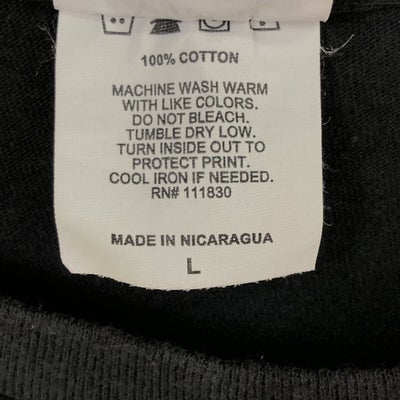 100% COTTON
MACHINE WASH WARM
WITH LIKE COLORS.
DO NOT BLEACH.
TUMBLE DRY LOW.
TURN INSIDE OUT TO
PROTECT PRINT.
COOL IRON IF NEEDED.
RN# 111830
MADE IN NICARAGUA
L